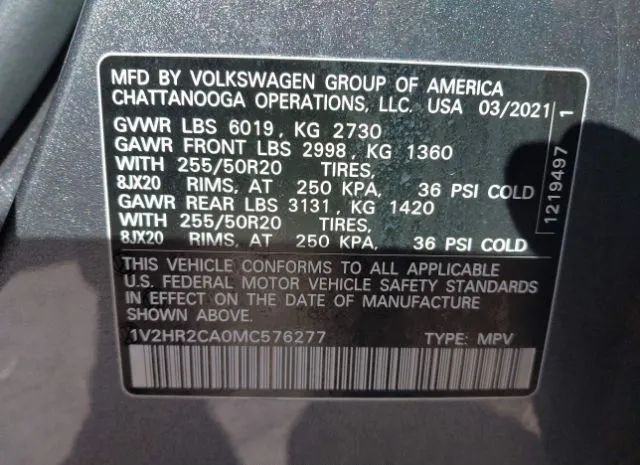 MFD BY VOLKSWAGEN GROUP OF AMERICA
CHATTANOOGA OPERATIONS, LLC. USA 03/2021
GVWR LBS 6019, KG 2730
GAWR FRONT LBS 2998, KG 1360
WITH 255/50R20 TIRES,
8JX20 RIMS, AT 250 KPA, 36 PSI COLD
GAWR REAR LBS 3131, KG 1420
WITH 255/50R20 TIRES,
8JX20 RIMS, AT 250 KPA, 36 PSI COLD
1219497 1
THIS VEHICLE CONFORMS TO ALL APPLICABLE
U.S. FEDERAL MOTOR VEHICLE SAFETY STANDARDS
IN EFFECT ON THE DATE OF MANUFACTURE
SHOWN ABOVE.
1V2HR2CA0MC576277 TYPE: MPV